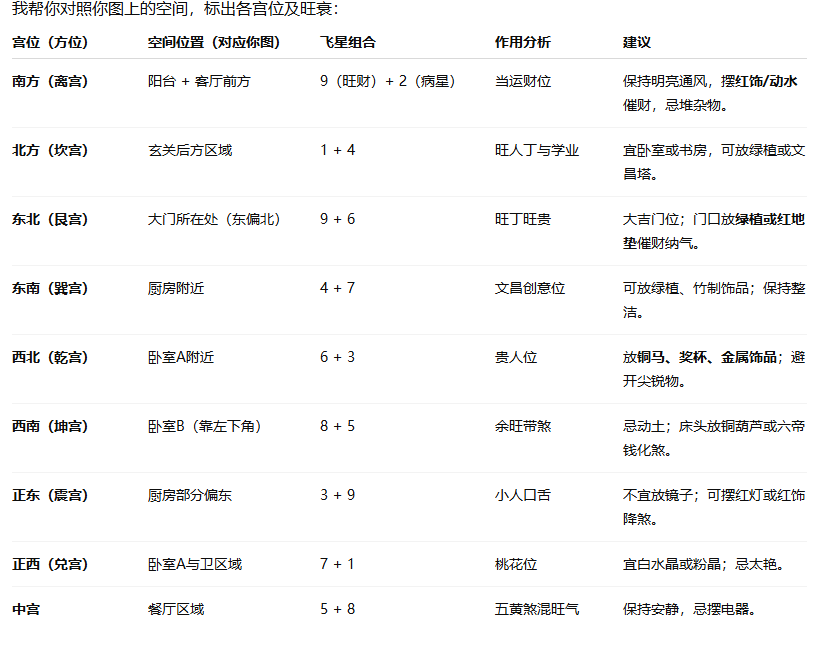 我帮你对照你图上的空间，标出各宫位及旺衰：
宫位（方位） 空间位置（对应你图） 飞星组合 作用分析 建议
南方（离宫） 阳台 + 客厅前方 9（旺财）+ 2（病星） 当运财位 保持明亮通风，摆红饰/动水
催财，忌堆杂物。
北方（坎宫） 玄关后方区域 1 + 4 旺人丁与学业 宜卧室或书房，可放绿植或文
昌塔。
东北（艮宫） 大门所在处（东偏北） 9 + 6 旺丁旺贵 大吉门位；门口放绿植或红地
垫催财纳气。
东南（巽宫） 厨房附近 4 + 7 文昌创意位 可放绿植、竹制饰品；保持整
洁。
西北（乾宫） 卧室A附近 6 + 3 贵人位 放铜马、奖杯、金属饰品；避
开尖锐物。
西南（坤宫） 卧室B（靠左下角） 8 + 5 余旺带煞 忌动土；床头放铜葫芦或六帝
钱化煞。
正东（震宫） 厨房部分偏东 3 + 9 小人口舌 不宜放镜子；可摆红灯或红饰
降煞。
正西（兑宫） 卧室A与卫区域 7 + 1 桃花位 宜白水晶或粉晶；忌太艳。
中宫 餐厅区域 5 + 8 五黄煞混旺气 保持安静，忌摆电器。